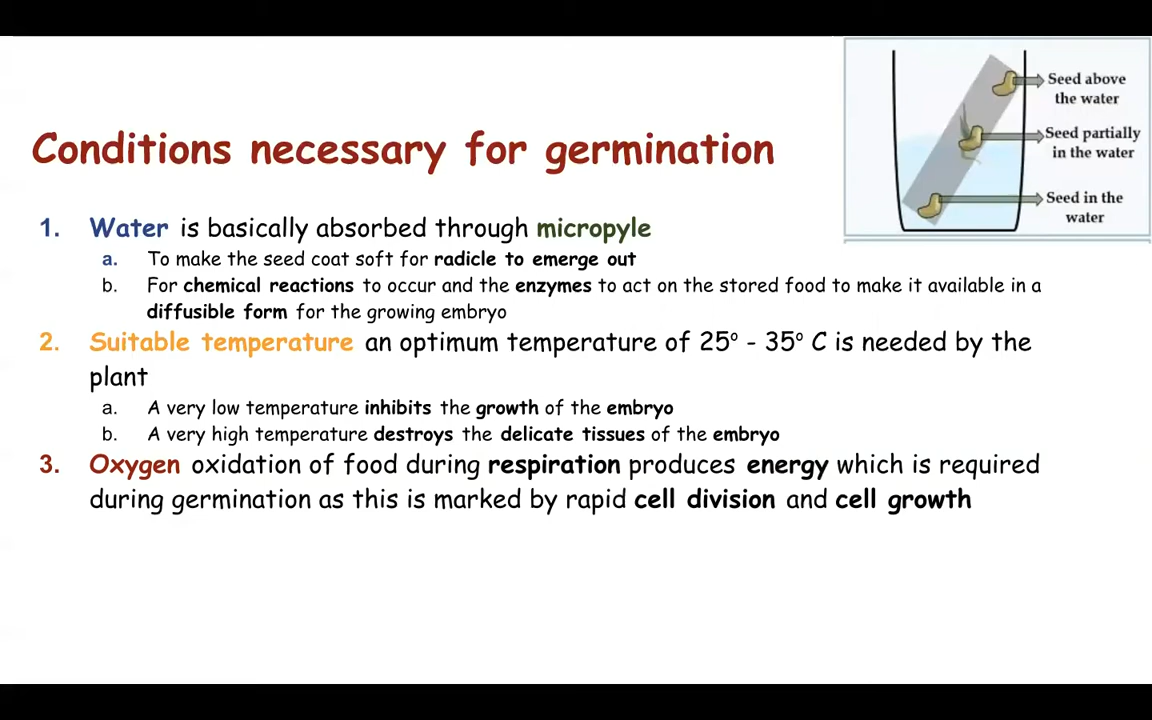 Seed above
the water
Seed partially
in the water
Seed in the
water
Conditions necessary for germination
1. Water is basically absorbed through micropyle
a. To make the seed coat soft for radicle to emerge out
b. For chemical reactions to occur and the enzymes to act on the stored food to make it available in a
diffusible form for the growing embryo
2. Suitable temperature an optimum temperature of 25º - 35º C is needed by the
plant
a. A very low temperature inhibits the growth of the embryo
b. A very high temperature destroys the delicate tissues of the embryo
3. Oxygen oxidation of food during respiration produces energy which is required
during germination as this is marked by rapid cell division and cell growth